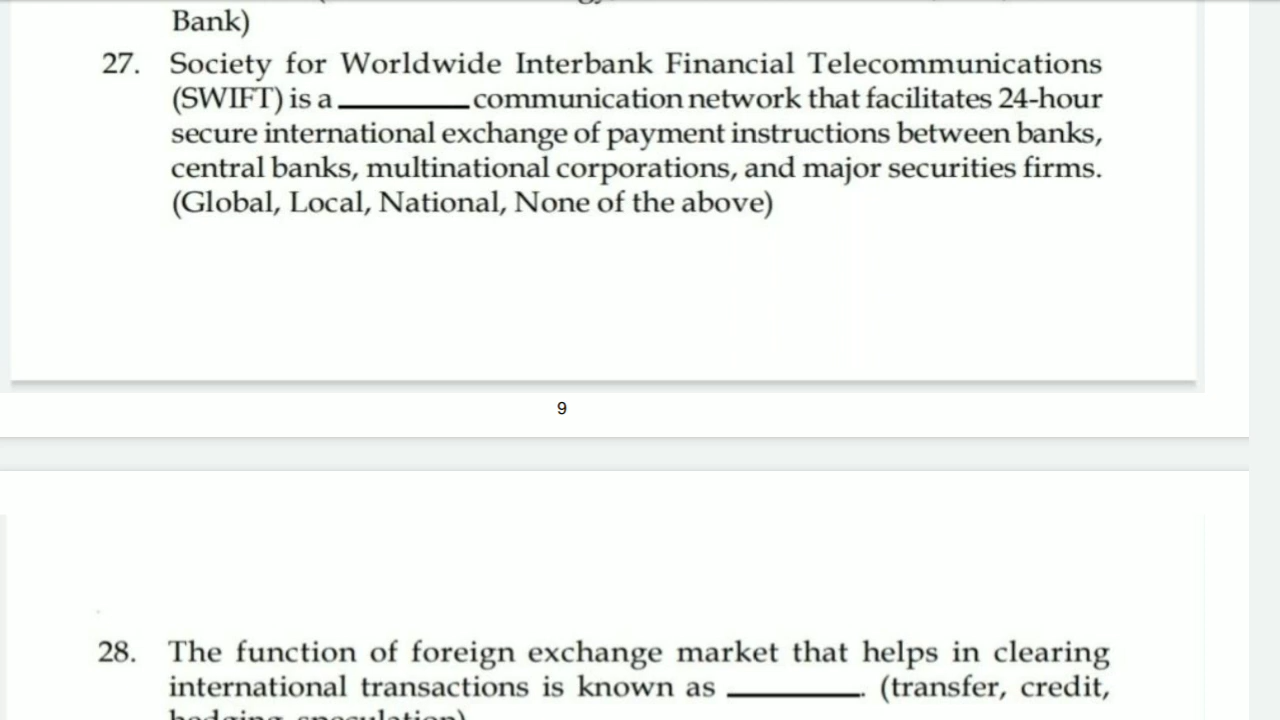 Bank)
27. Society for Worldwide Interbank Financial Telecommunications
(SWIFT) is a ________ communication network that facilitates 24-hour
secure international exchange of payment instructions between banks,
central banks, multinational corporations, and major securities firms.
(Global, Local, National, None of the above)
9
28. The function of foreign exchange market that helps in clearing
international transactions is known as ________. (transfer, credit,
hedging, speculation)